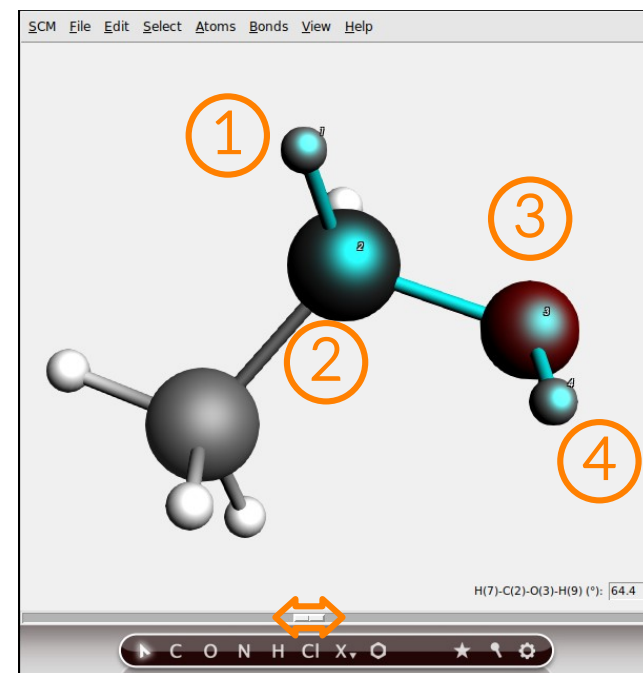 SCM File Edit Select Atoms Bonds View Help
1
1
2
3
3
2
4
4
H(7)-C(2)-O(3)-H(9) (°): 64.4
C O N H Cl X